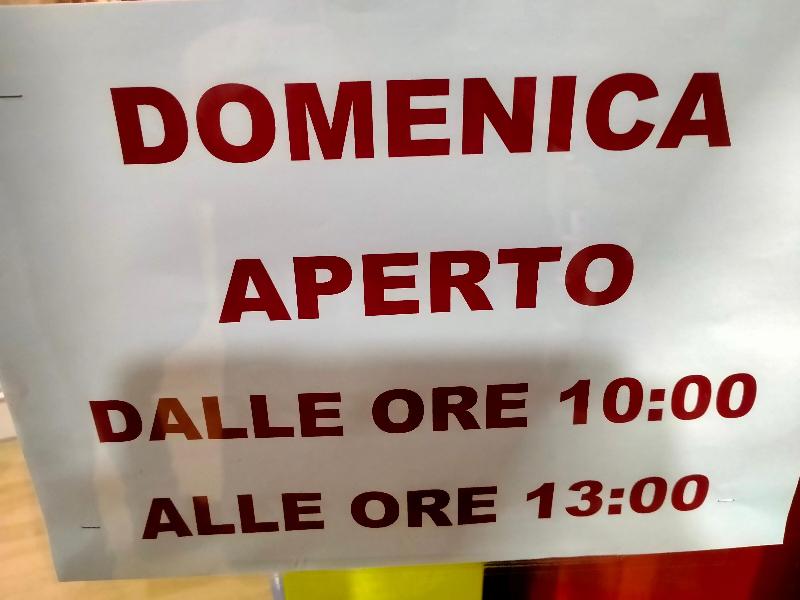 DOMENICA
APERTO
DALLE ORE 10:00
ALLE ORE 13:00